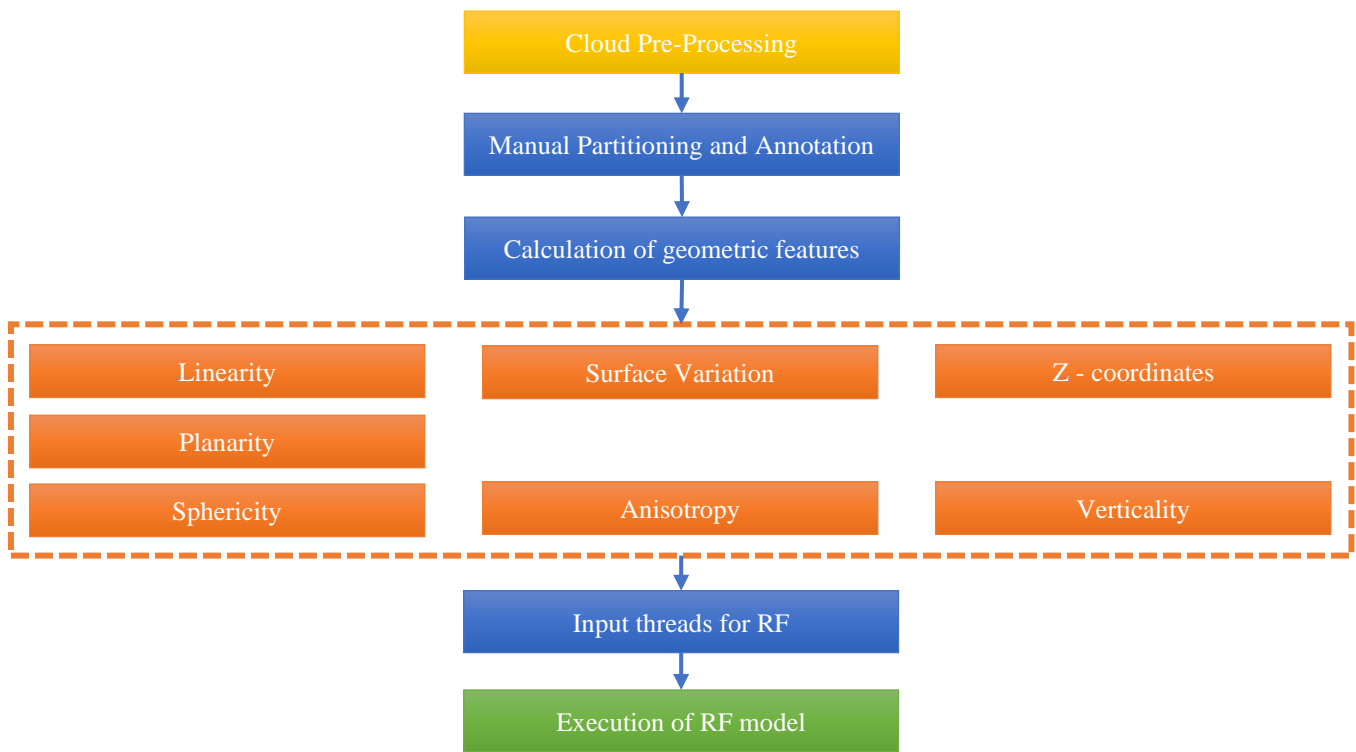 Cloud Pre-Processing
Manual Partitioning and Annotation
Calculation of geometric features
Linearity
Surface Variation
Z - coordinates
Planarity
Sphericity
Anisotropy
Verticality
Input threads for RF
Execution of RF model